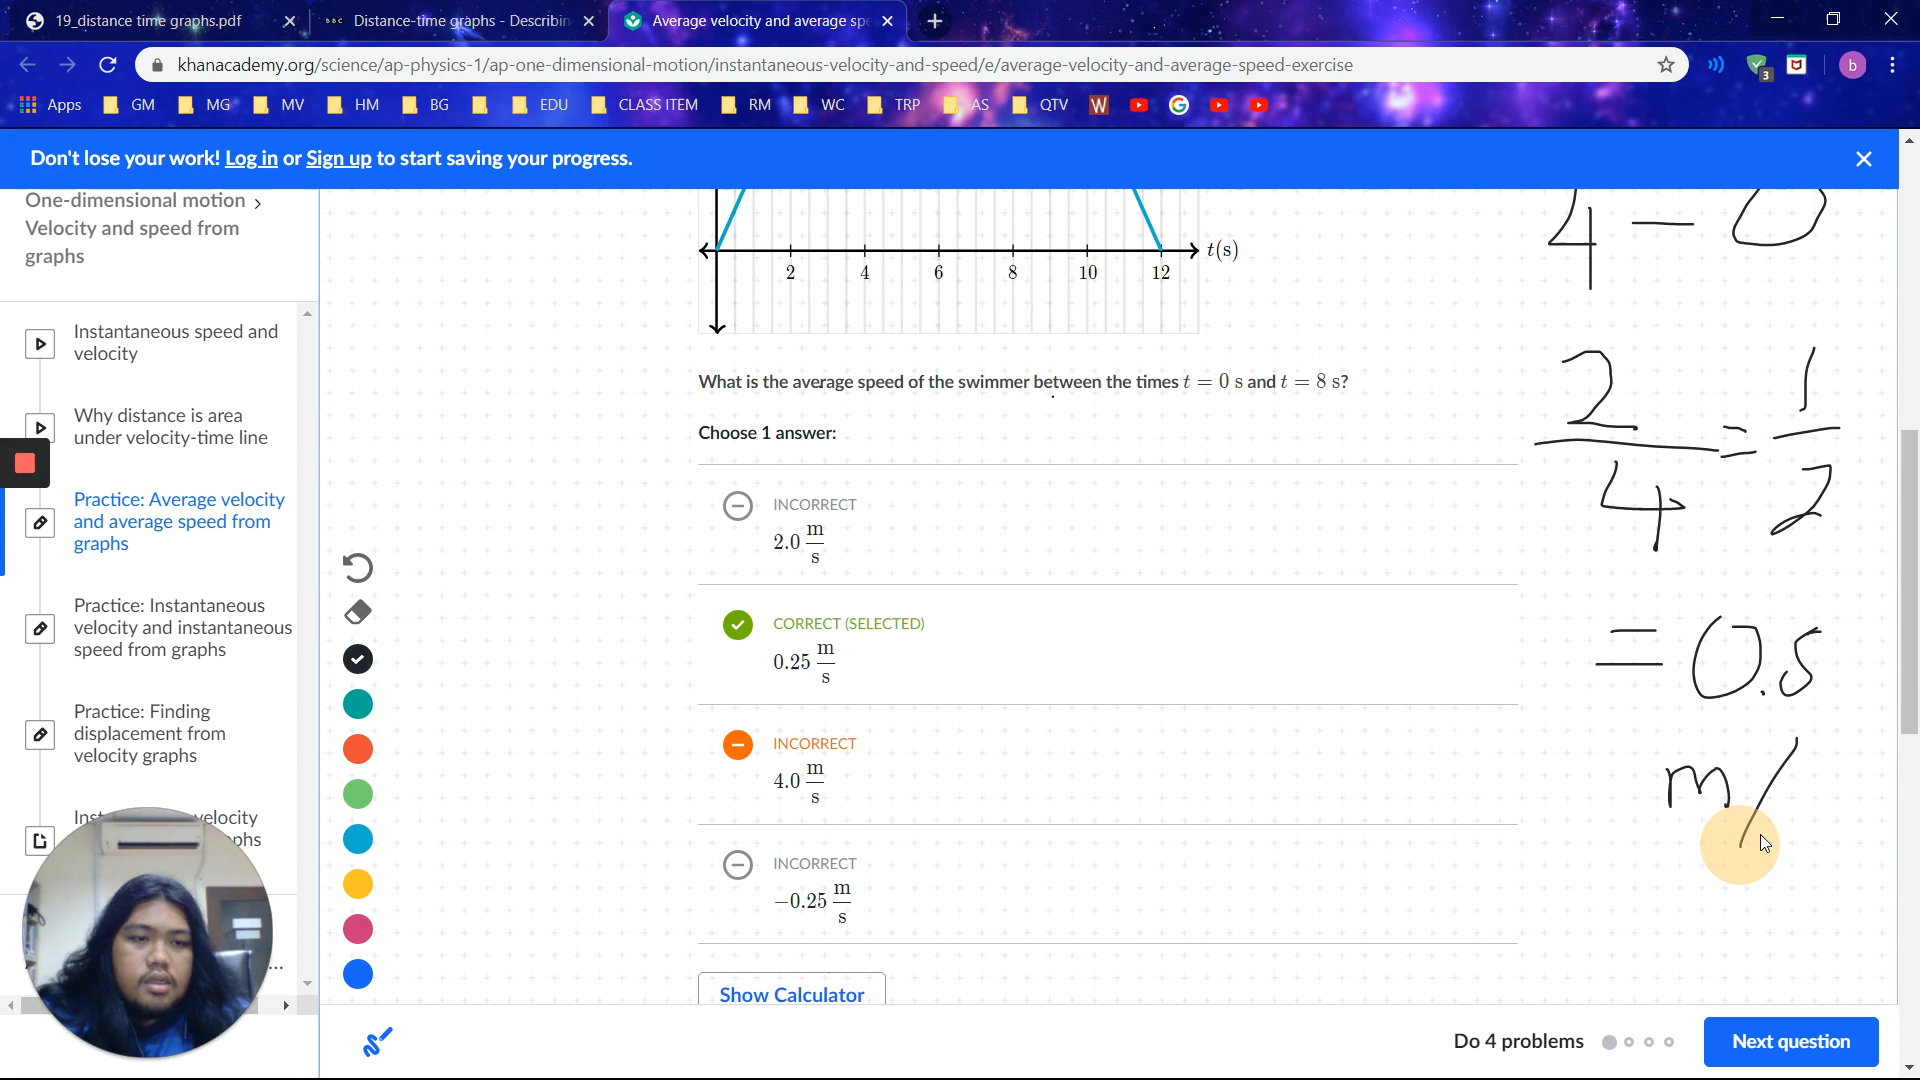 19_distance time graphs.pdf
Distance-time graphs - Describin
Average velocity and average spe
khanacademy.org/science/ap-physics-1/ap-one-dimensional-motion/instantaneous-velocity-and-speed/e/average-velocity-and-average-speed-exercise
3
b
Apps GM MG MV HM BG EDU CLASS ITEM RM WC TRP AS QTV W
Don't lose your work! Log in or Sign up to start saving your progress.
One-dimensional motion >
Velocity and speed from
graphs
Instantaneous speed and
velocity
Why distance is area
under velocity-time line
Practice: Average velocity
and average speed from
graphs
Practice: Instantaneous
velocity and instantaneous
speed from graphs
Practice: Finding
displacement from
velocity graphs
elocity
phs
t(s)
2 4 6 8 10 12
What is the average speed of the swimmer between the times t = 0 s and t = 8 s?
Choose 1 answer:
INCORRECT
2.0 m/s
CORRECT (SELECTED)
0.25 m/s
INCORRECT
4.0 m/s
INCORRECT
−0.25 m/s
Show Calculator
4 − 0
2/4 = 1/2
= 0.5
m/
Do 4 problems
Next question